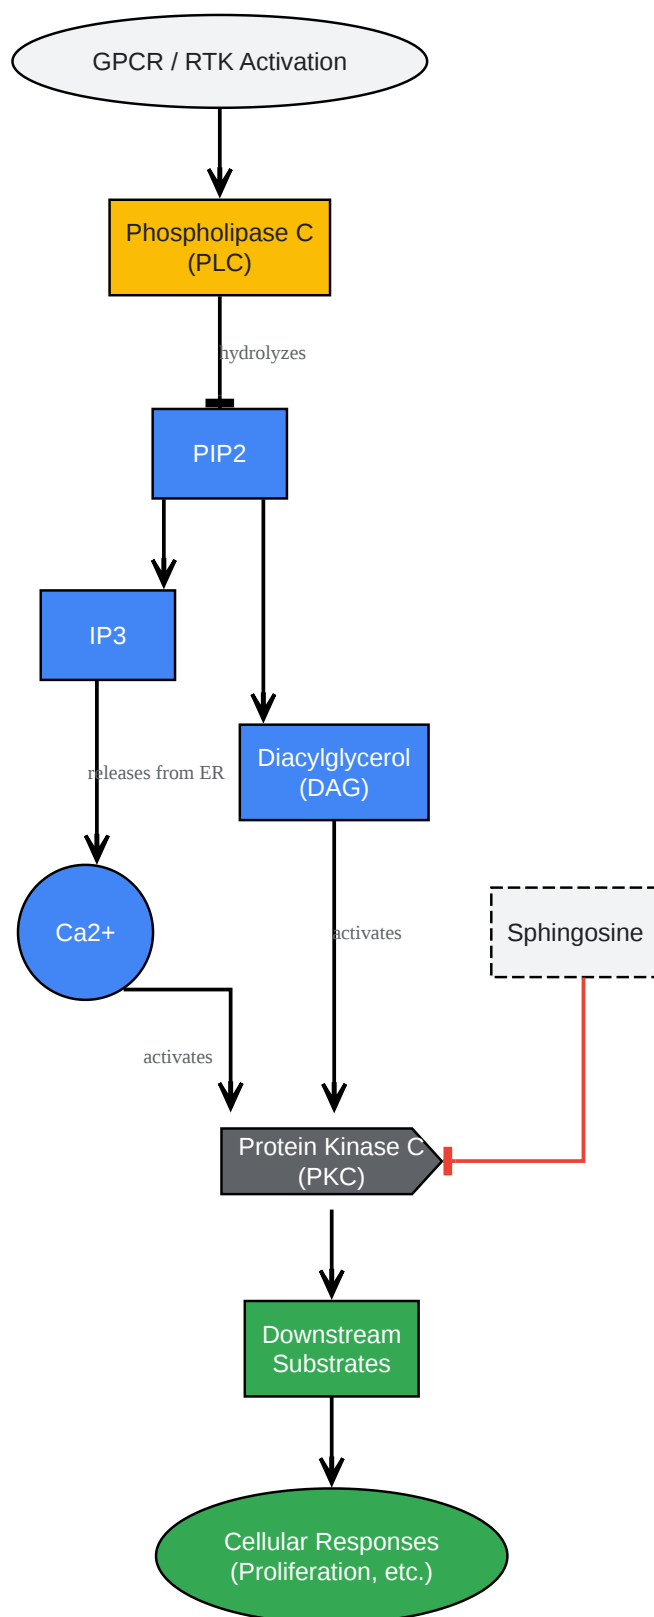 GPCR / RTK Activation
Phospholipase C
(PLC)
hydrolyzes
PIP2
IP3
releases from ER
Diacylglycerol
(DAG)
Ca2+
activates
Sphingosine
activates
Protein Kinase C
(PKC)
Downstream
Substrates
Cellular Responses
(Proliferation, etc.)